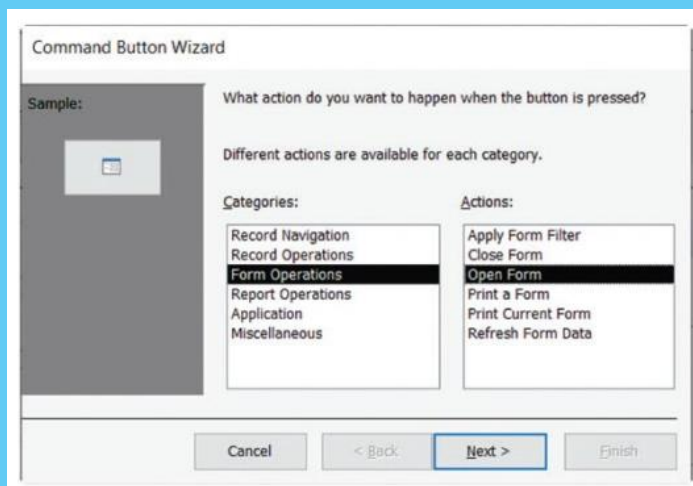 Command Button Wizard
Sample:
What action do you want to happen when the button is pressed?
Different actions are available for each category.
Categories:
Record Navigation
Record Operations
Form Operations
Report Operations
Application
Miscellaneous
Actions:
Apply Form Filter
Close Form
Open Form
Print a Form
Print Current Form
Refresh Form Data
Cancel
< Back
Next >
Finish